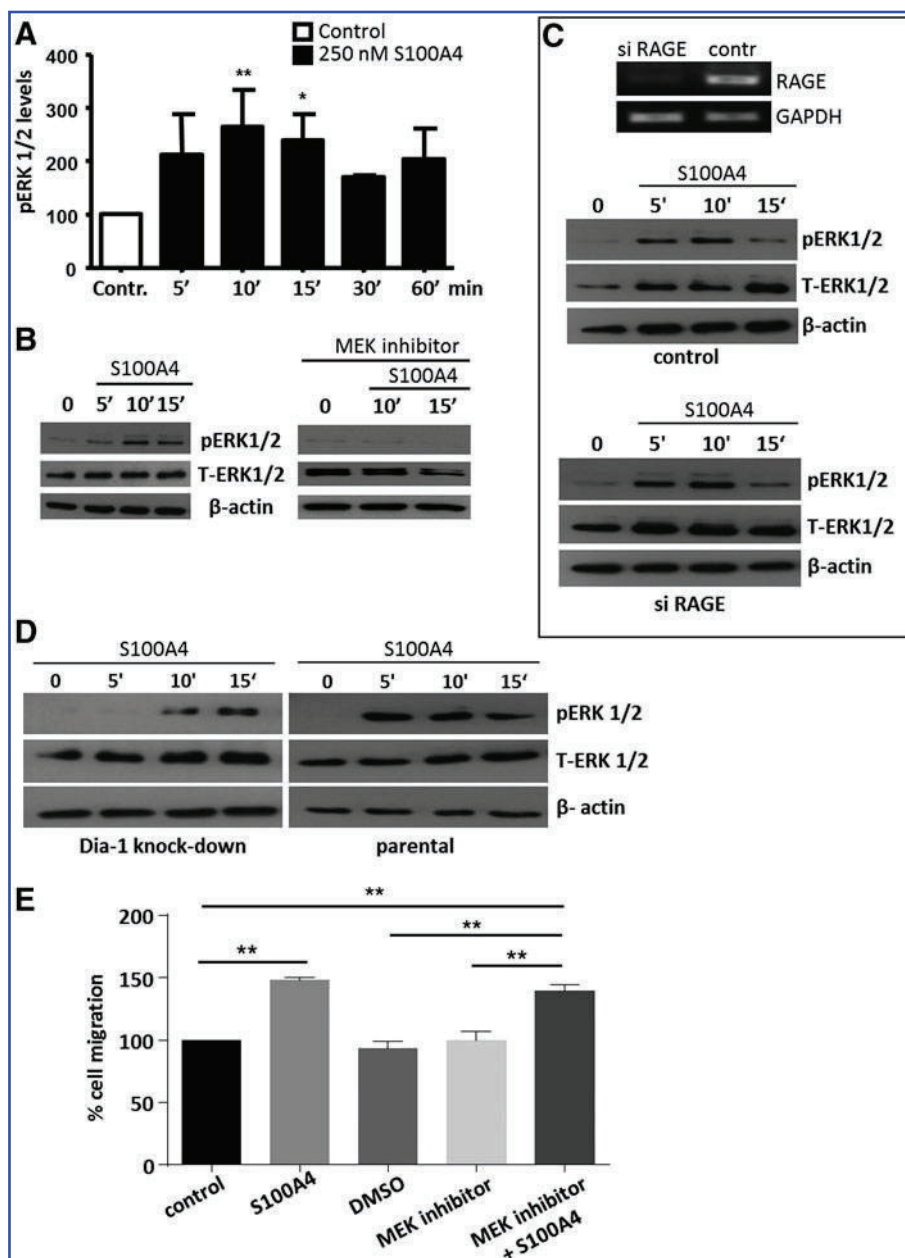 A
Control
250 nM S100A4
pERK 1/2 levels
400
300
200
100
0
**
*
Contr. 5’ 10’ 15’ 30’ 60’ min
B
S100A4
0 5’ 10’ 15’
MEK inhibitor
S100A4
0 10’ 15’
pERK1/2
T-ERK1/2
β-actin
C
si RAGE contr
RAGE
GAPDH
S100A4
0 5' 10' 15‘
pERK1/2
T-ERK1/2
β-actin
control
S100A4
0 5' 10' 15‘
pERK1/2
T-ERK1/2
β-actin
si RAGE
D
S100A4
0 5' 10' 15‘
S100A4
0 5' 10' 15‘
pERK 1/2
T-ERK 1/2
β- actin
Dia-1 knock-down
parental
E
% cell migration
200
150
100
50
0
**
**
**
**
control
S100A4
DMSO
MEK inhibitor
MEK inhibitor
+ S100A4